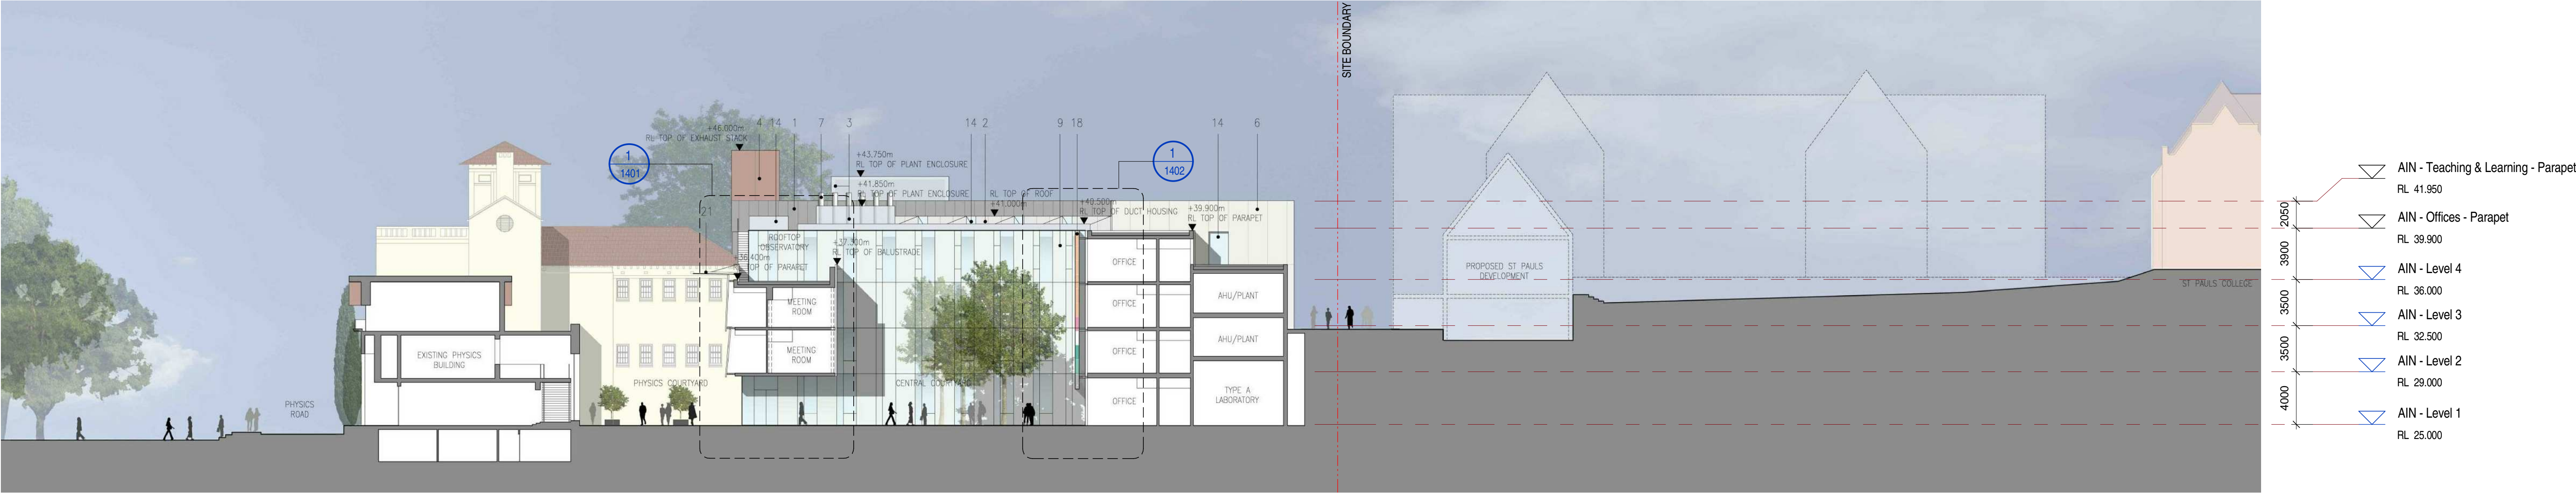 SITE BOUNDARY
+46.000m
RL TOP OF EXHAUST STACK
4
14
1
7
3
14
2
9
18
14
6
1
1401
1
1402
+43.750m
RL TOP OF PLANT ENCLOSURE
+41.850m
RL TOP OF PLANT ENCLOSURE
RL TOP OF ROOF
+41.000m
+40.500m
RL TOP OF DUCT HOUSING
+39.900m
RL TOP OF PARAPET
21
ROOFTOP
OBSERVATORY
+37.300m
RL TOP OF BALUSTRADE
+36.400m
TOP OF PARAPET
OFFICE
OFFICE
OFFICE
OFFICE
AHU/PLANT
AHU/PLANT
TYPE A
LABORATORY
MEETING
ROOM
MEETING
ROOM
EXISTING PHYSICS
BUILDING
PHYSICS COURTYARD
CENTRAL COURTYARD
PHYSICS
ROAD
PROPOSED ST PAULS
DEVELOPMENT
ST PAULS COLLEGE
AIN - Teaching & Learning - Parapet
RL 41.950
2050
AIN - Offices - Parapet
RL 39.900
3900
AIN - Level 4
RL 36.000
3500
AIN - Level 3
RL 32.500
3500
AIN - Level 2
RL 29.000
4000
AIN - Level 1
RL 25.000